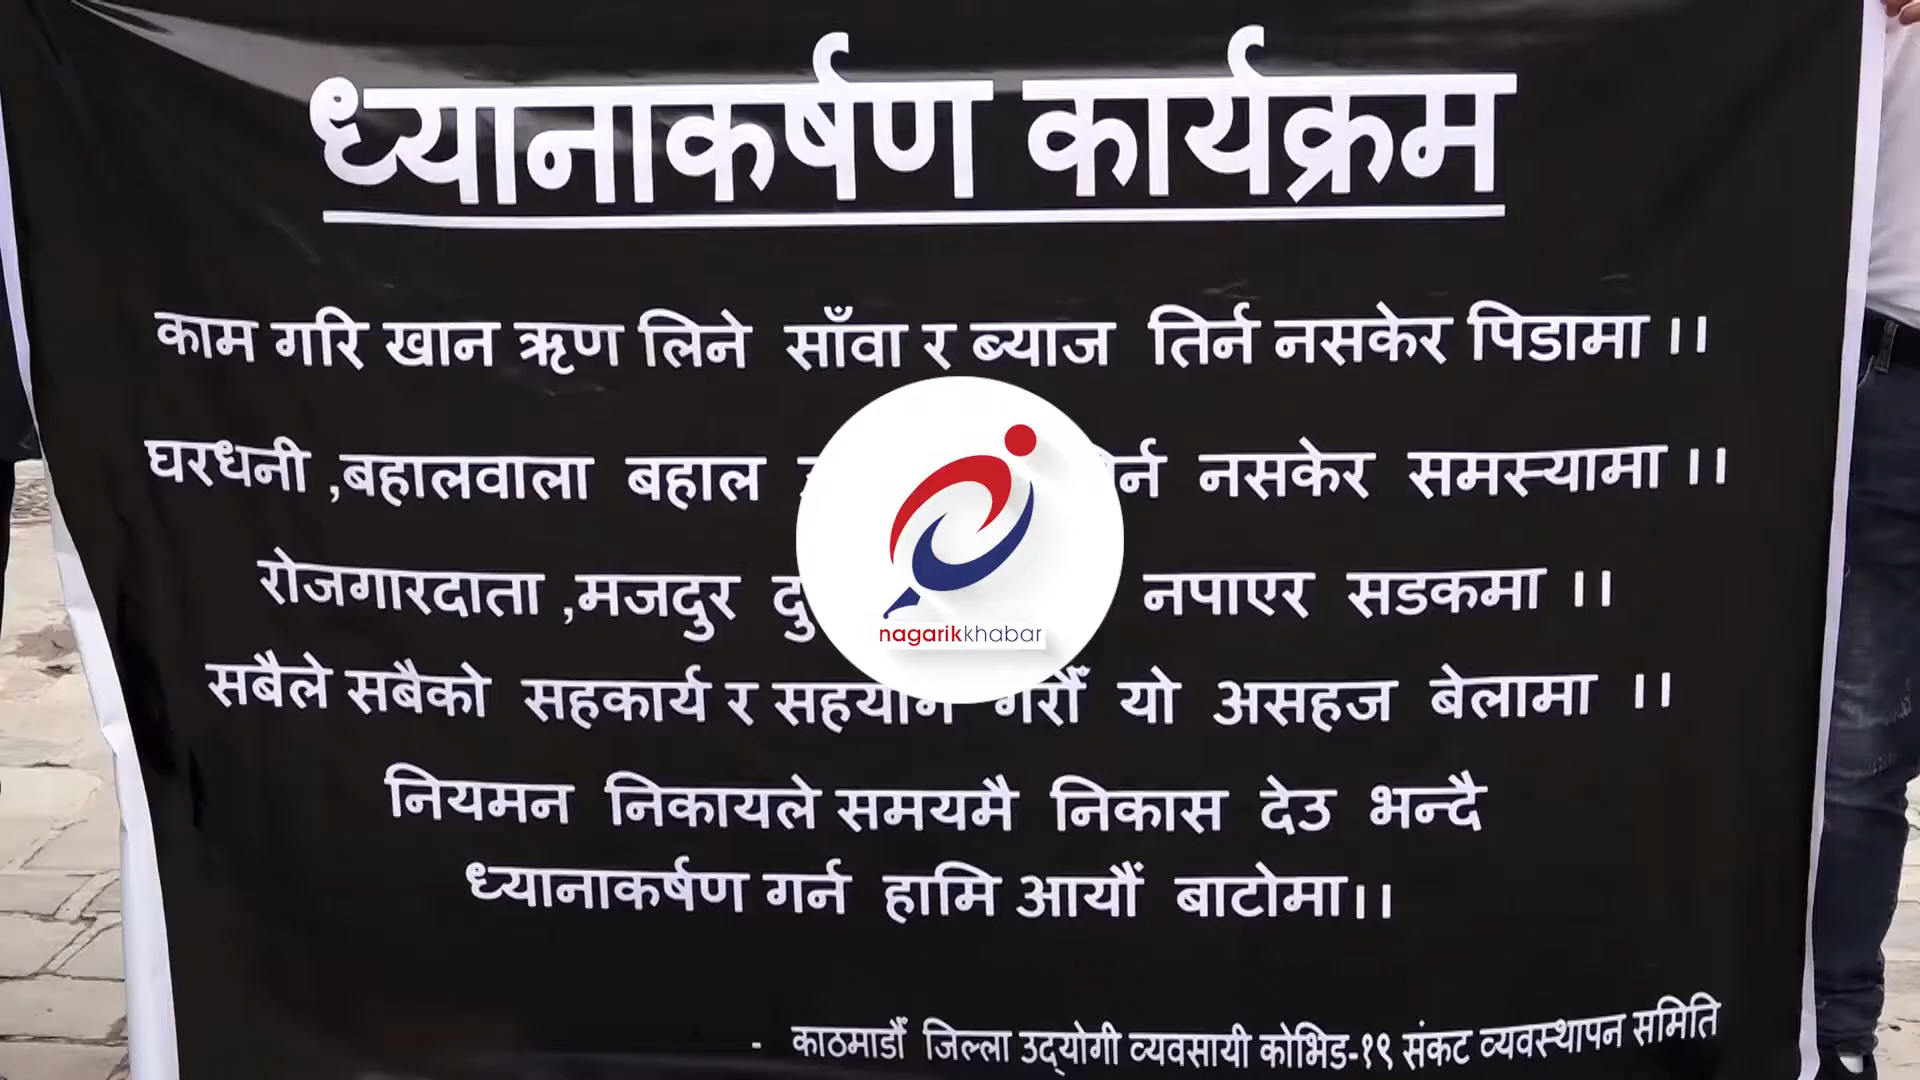 ध्यानाकर्षण कार्यक्रम
काम गरि खान ऋण लिने साँवा र ब्याज तिर्न नसकेर पिडामा ।।
घरधनी ,बहालवाला बहाल नसकेर समस्यामा ।।
रोजगारदाता ,मजदुर नपाएर सडकमा ।।
nagarikkhabar
सबैले सबैको सहकार्य र सहयोग गरौँ यो असहज बेलामा ।।
नियमन निकायले समयमै निकास देउ भन्दै
ध्यानाकर्षण गर्न हामि आयौं बाटोमा।।
- काठमाडौँ जिल्ला उद्योगी व्यवसायी कोभिड-१९ संकट व्यवस्थापन समिति